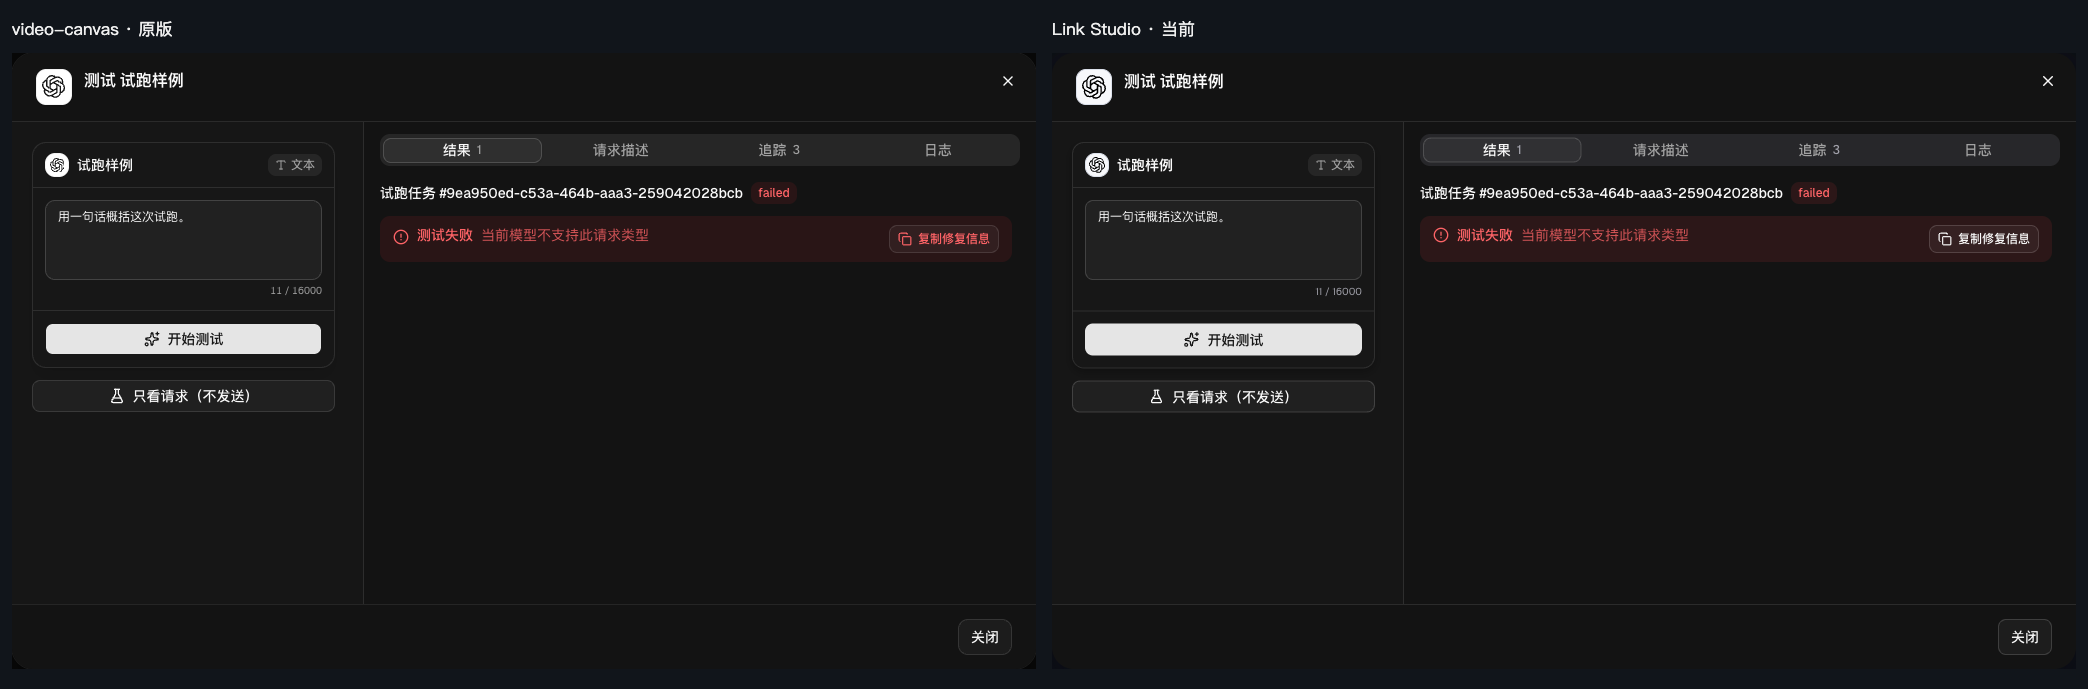 video-canvas · 原版
测试 试跑样例
试跑样例
文本
用一句话概括这次试跑。
11 / 16000
开始测试
只看请求（不发送）
结果 1 请求描述 追踪 3 日志
试跑任务 #9ea950ed-c53a-464b-aaa3-259042028bcb failed
测试失败 当前模型不支持此请求类型 复制修复信息
关闭
Link Studio · 当前
测试 试跑样例
试跑样例
文本
用一句话概括这次试跑。
11 / 16000
开始测试
只看请求（不发送）
结果 1 请求描述 追踪 3 日志
试跑任务 #9ea950ed-c53a-464b-aaa3-259042028bcb failed
测试失败 当前模型不支持此请求类型 复制修复信息
关闭